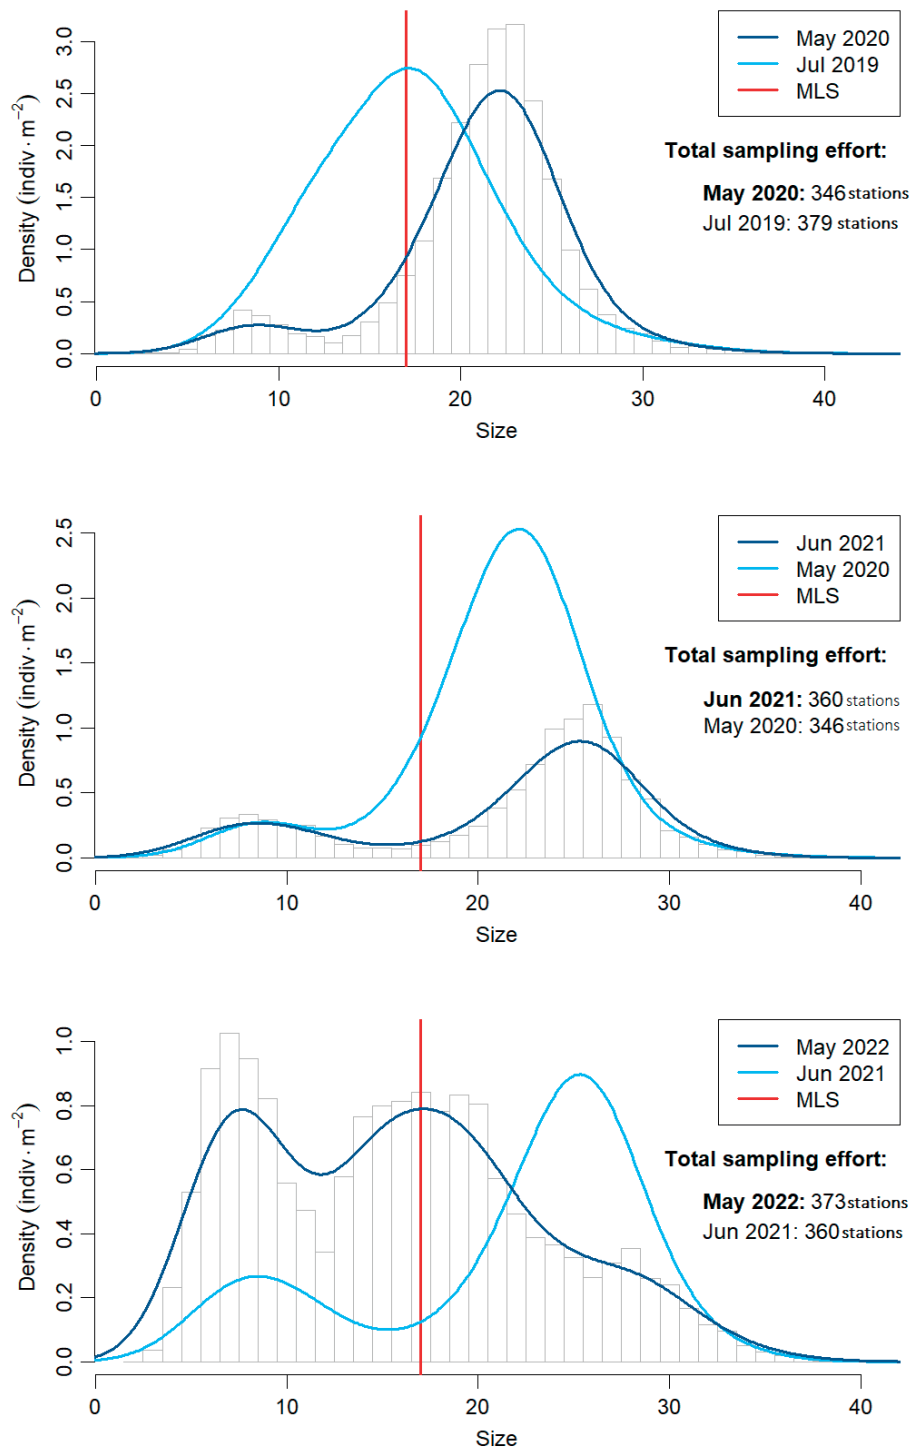 May 2020
Jul 2019
MLS
Total sampling effort:
May 2020: 346 stations
Jul 2019: 379 stations
Density (indiv·m⁻²)
3.0
2.5
2.0
1.5
1.0
0.5
0.0
0 10 20 30 40
Size
Jun 2021
May 2020
MLS
Total sampling effort:
Jun 2021: 360 stations
May 2020: 346 stations
Density (indiv·m⁻²)
2.5
2.0
1.5
1.0
0.5
0.0
0 10 20 30 40
Size
May 2022
Jun 2021
MLS
Total sampling effort:
May 2022: 373 stations
Jun 2021: 360 stations
Density (indiv·m⁻²)
1.0
0.8
0.6
0.4
0.2
0.0
0 10 20 30 40
Size